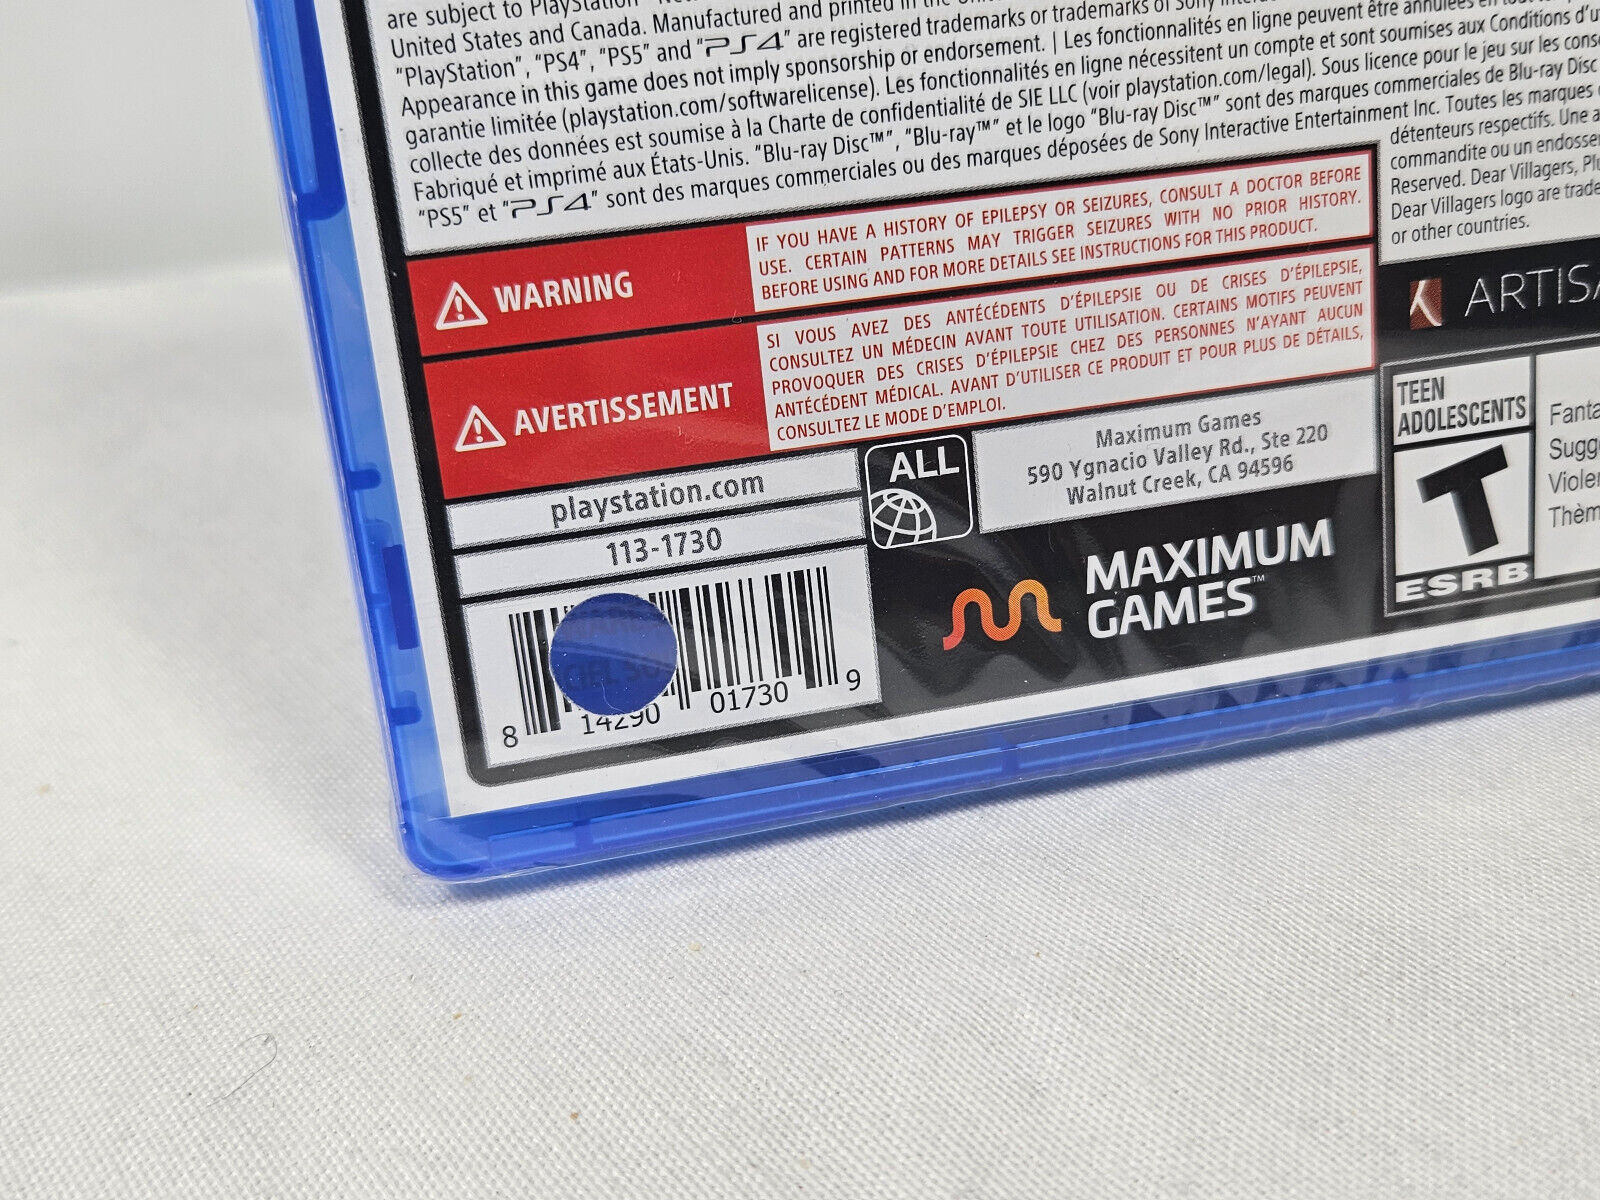 are subject to PlayStation
United States and Canada. Manufactured and printed in the
"PlayStation", "PS4", "PS5" and "PS4" are registered trademarks or trademarks of Sony
Appearance in this game does not imply sponsorship or endorsement. | Les fonctionnalités en ligne peuvent être annulées en tout
garantie limitée (playstation.com/softwarelicense). Les fonctionnalités en ligne nécessitent un compte et sont soumises aux Conditions
collecte des données est soumise à la Charte de confidentialité de SIE LLC (voir playstation.com/legal). Sous licence pour le jeu sur les
Fabriqué et imprimé aux États-Unis. "Blu-ray Disc™", "Blu-ray™" et le logo "Blu-ray Disc™" sont des marques commerciales de Blu-ray Disc
"PS5" et "PS4" sont des marques commerciales ou des marques déposées de Sony Interactive Entertainment Inc. Toutes les marques
détenteurs respectifs. Une
commandite ou un
Reserved. Dear Villagers,
Dear Villagers logo are
or other countries.
WARNING
IF YOU HAVE A HISTORY OF EPILEPSY OR SEIZURES, CONSULT A DOCTOR BEFORE
USE. CERTAIN PATTERNS MAY TRIGGER SEIZURES WITH NO PRIOR HISTORY.
BEFORE USING AND FOR MORE DETAILS SEE INSTRUCTIONS FOR THIS PRODUCT.
AVERTISSEMENT
SI VOUS AVEZ DES ANTÉCÉDENTS D'ÉPILEPSIE OU DE CRISES D'ÉPILEPSIE,
CONSULTEZ UN MÉDECIN AVANT TOUTE UTILISATION. CERTAINS MOTIFS PEUVENT
PROVOQUER DES CRISES D'ÉPILEPSIE CHEZ DES PERSONNES N'AYANT AUCUN
ANTÉCÉDENT MÉDICAL. AVANT D'UTILISER CE PRODUIT ET POUR PLUS DE DÉTAILS,
CONSULTEZ LE MODE D'EMPLOI.
playstation.com
113-1730
ALL
Maximum Games
590 Ygnacio Valley Rd., Ste 220
Walnut Creek, CA 94596
MAXIMUM
GAMES™
8 14290 01730 9
TEEN
ADOLESCENTS
T
ESRB